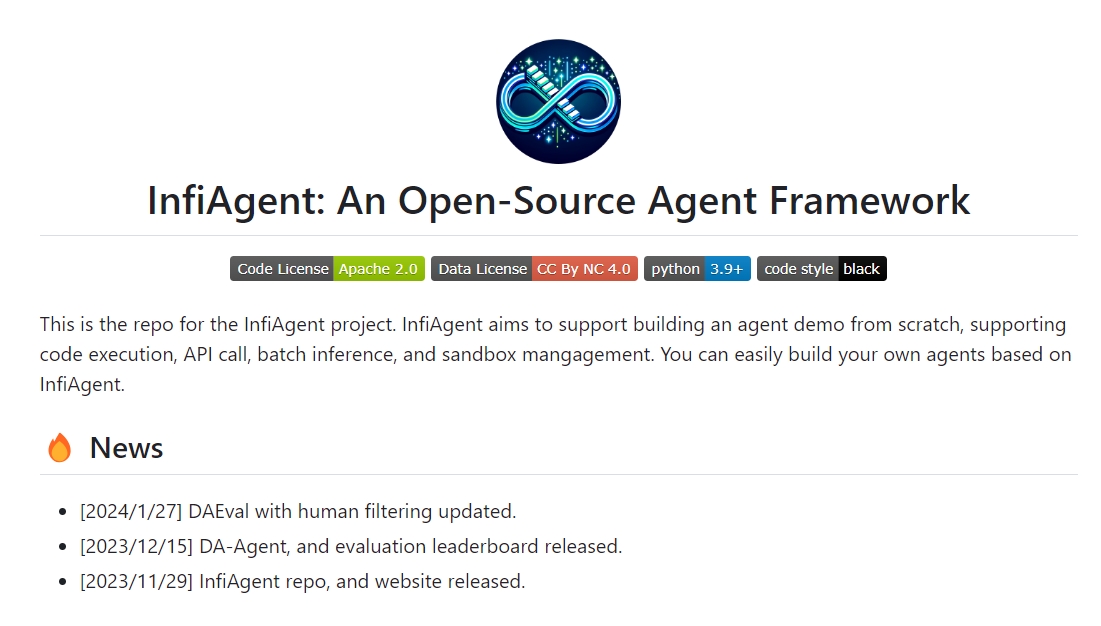 InfiAgent: An Open-Source Agent Framework
Code License Apache 2.0 Data License CC By NC 4.0 python 3.9+ code style black
This is the repo for the InfiAgent project. InfiAgent aims to support building an agent demo from scratch, supporting
code execution, API call, batch inference, and sandbox mangagement. You can easily build your own agents based on
InfiAgent.
🔥 News
• [2024/1/27] DAEval with human filtering updated.
• [2023/12/15] DA-Agent, and evaluation leaderboard released.
• [2023/11/29] InfiAgent repo, and website released.